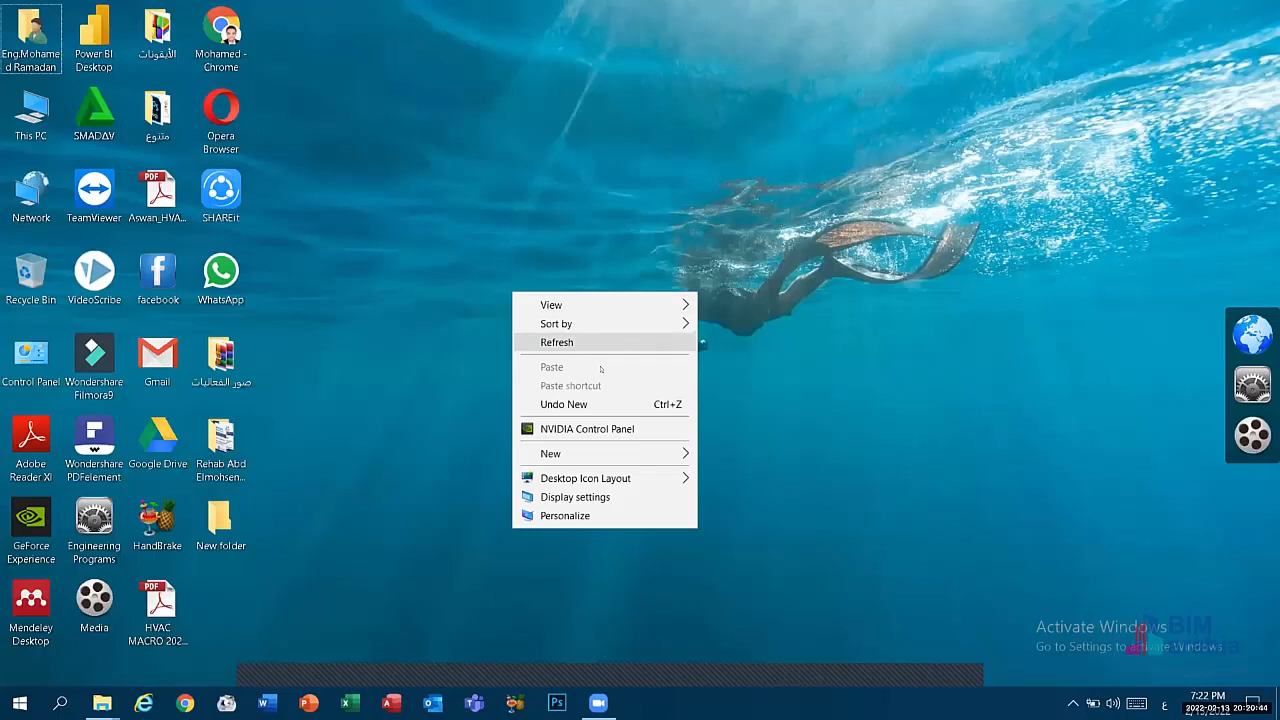 Eng.Mohame
d Ramadan
Power BI
Desktop
الأيقونات
Mohamed -
Chrome
This PC
SMADAV
متنوع
Opera
Browser
Network
TeamViewer
PDF
Aswan_HVA...
SHAREit
Recycle Bin
VideoScribe
facebook
WhatsApp
Control Panel
Wondershare
Filmora9
Gmail
صور الفعاليات
Adobe
Reader XI
Wondershare
PDFelement
Google Drive
Rehab Abd
Elmohsen...
GeForce
Experience
Engineering
Programs
HandBrake
New folder
Mendeley
Desktop
Media
PDF
HVAC
MACRO 202...
View
Sort by
Refresh
Paste
Paste shortcut
Undo New Ctrl+Z
NVIDIA Control Panel
New
Desktop Icon Layout
Display settings
Personalize
Activate Windows
Go to Settings to activate Windows.
BIM
ع
7:22 PM
2022-02-13 20:20:44